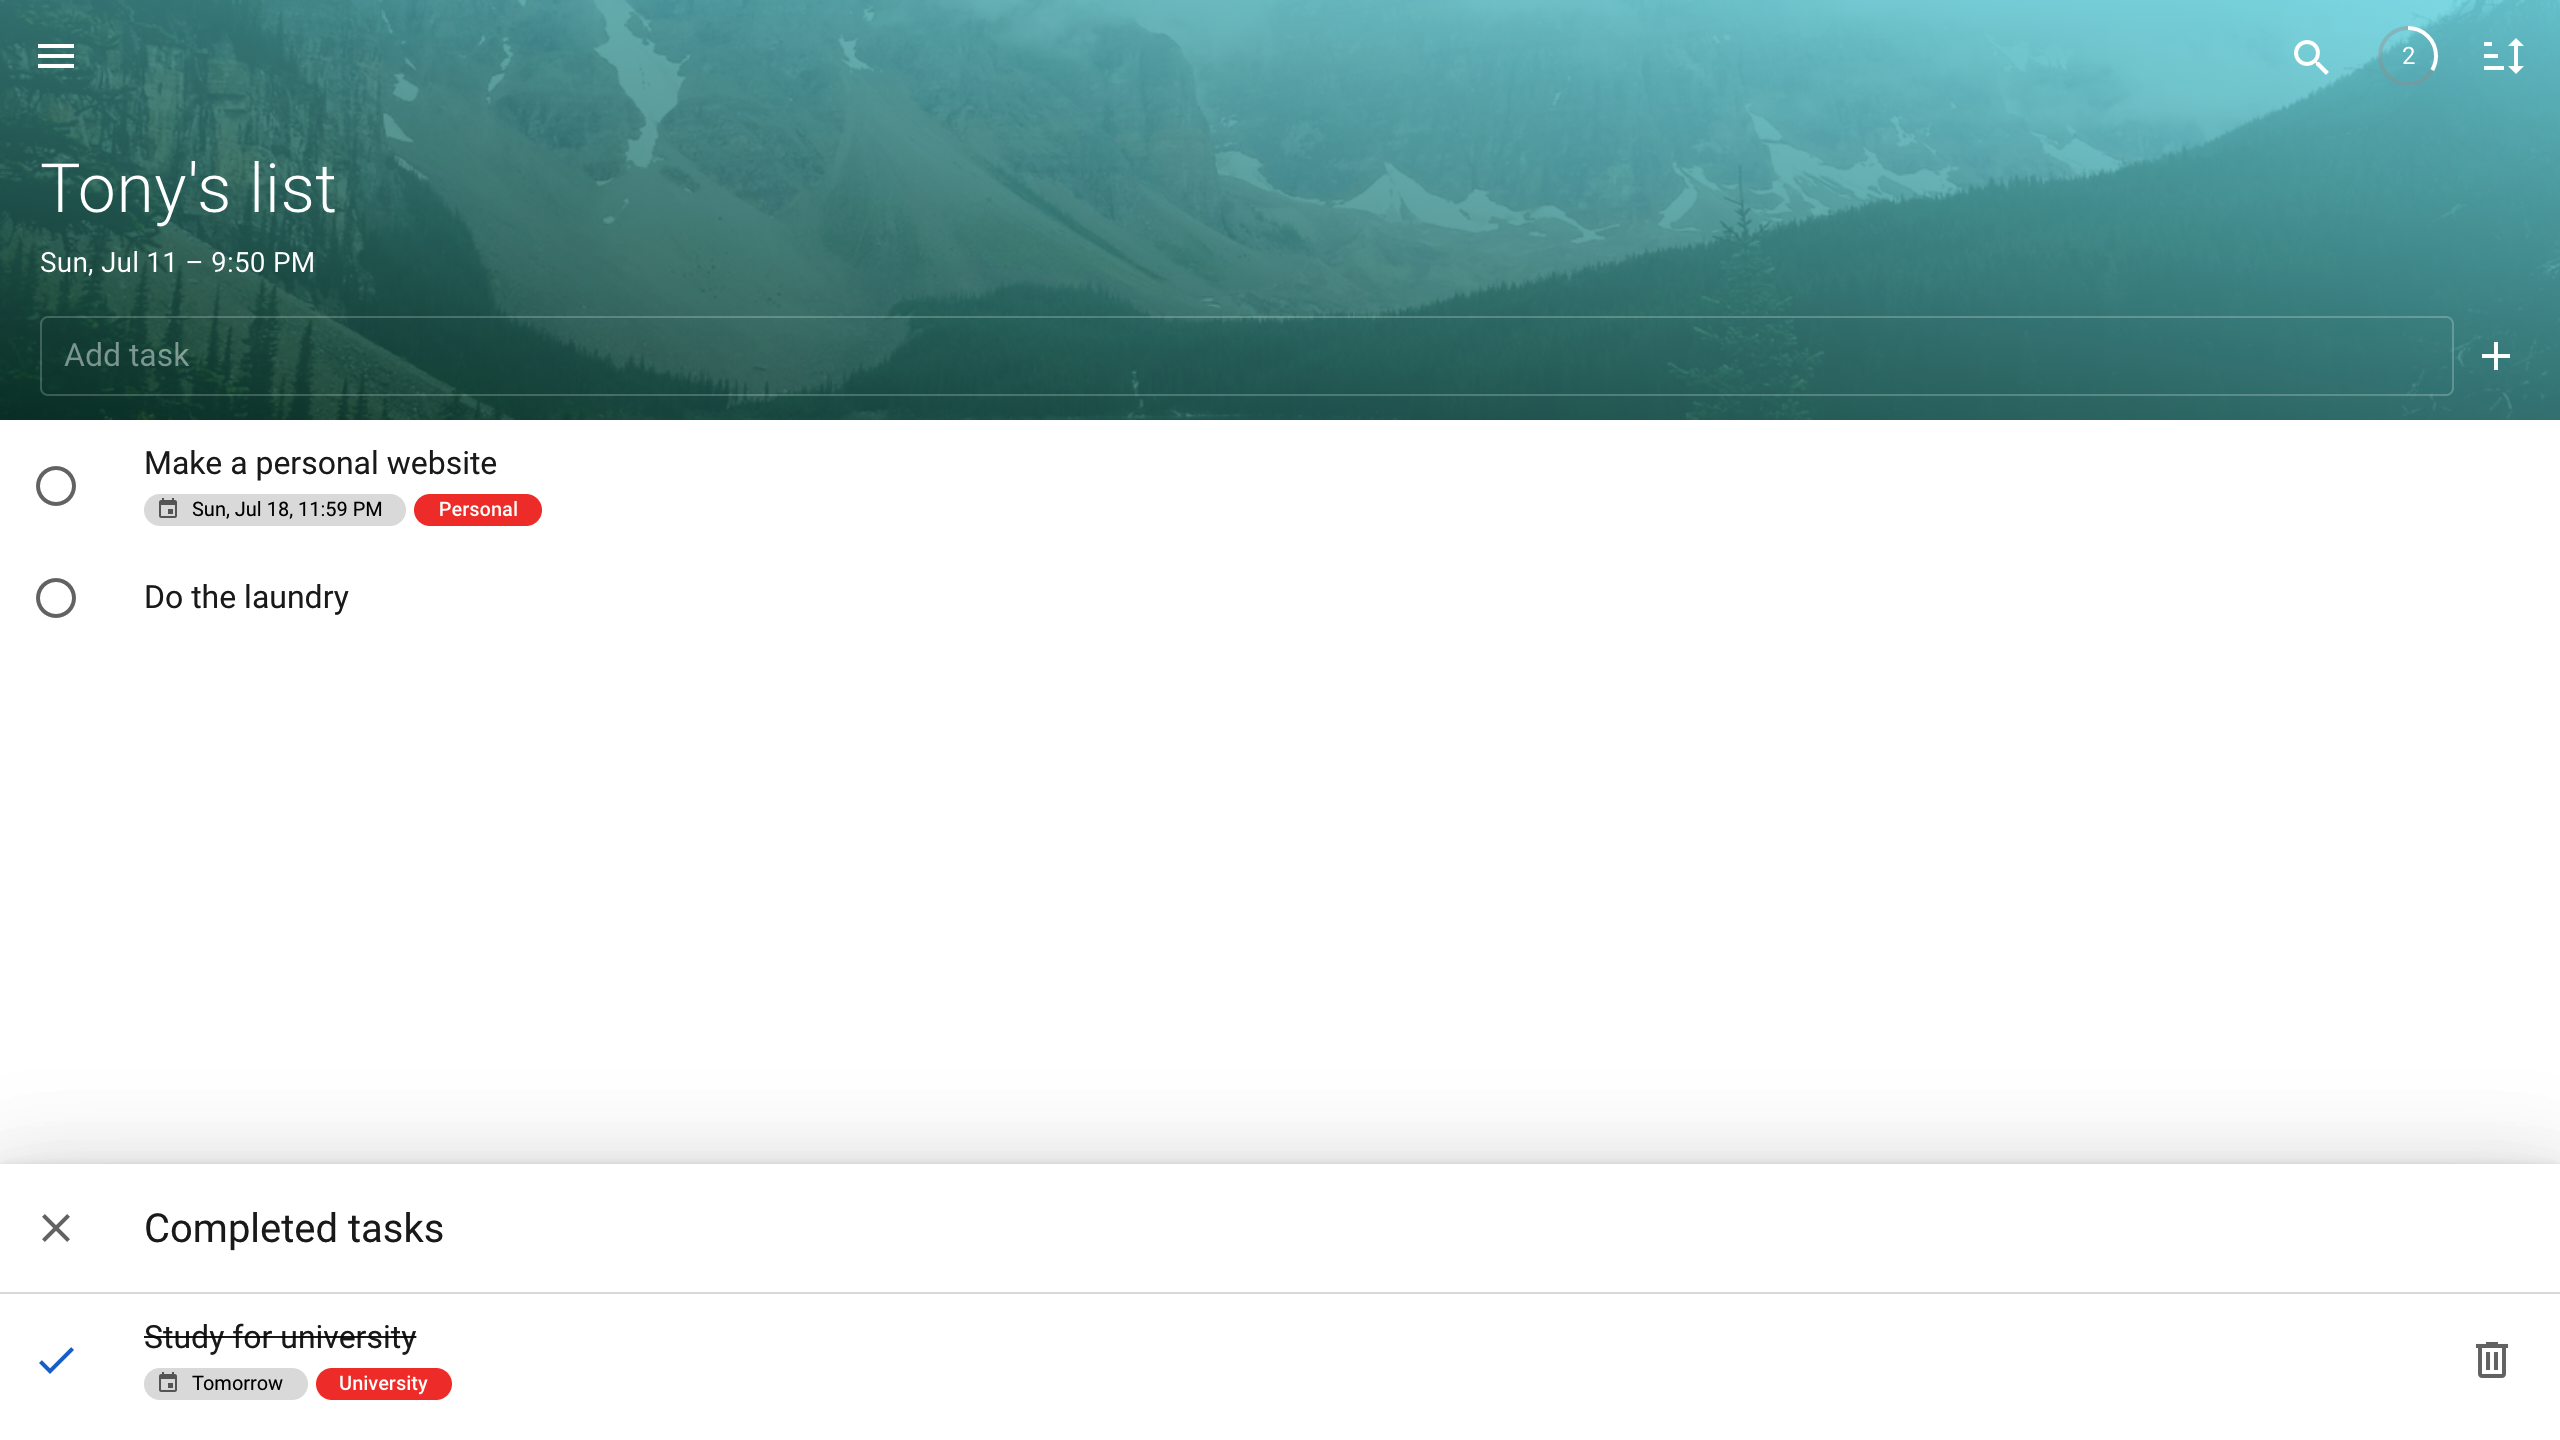 2
Tony's list
Sun, Jul 11 – 9:50 PM
Add task
Make a personal website
Sun, Jul 18, 11:59 PM
Personal
Do the laundry
Completed tasks
Study for university
Tomorrow
University